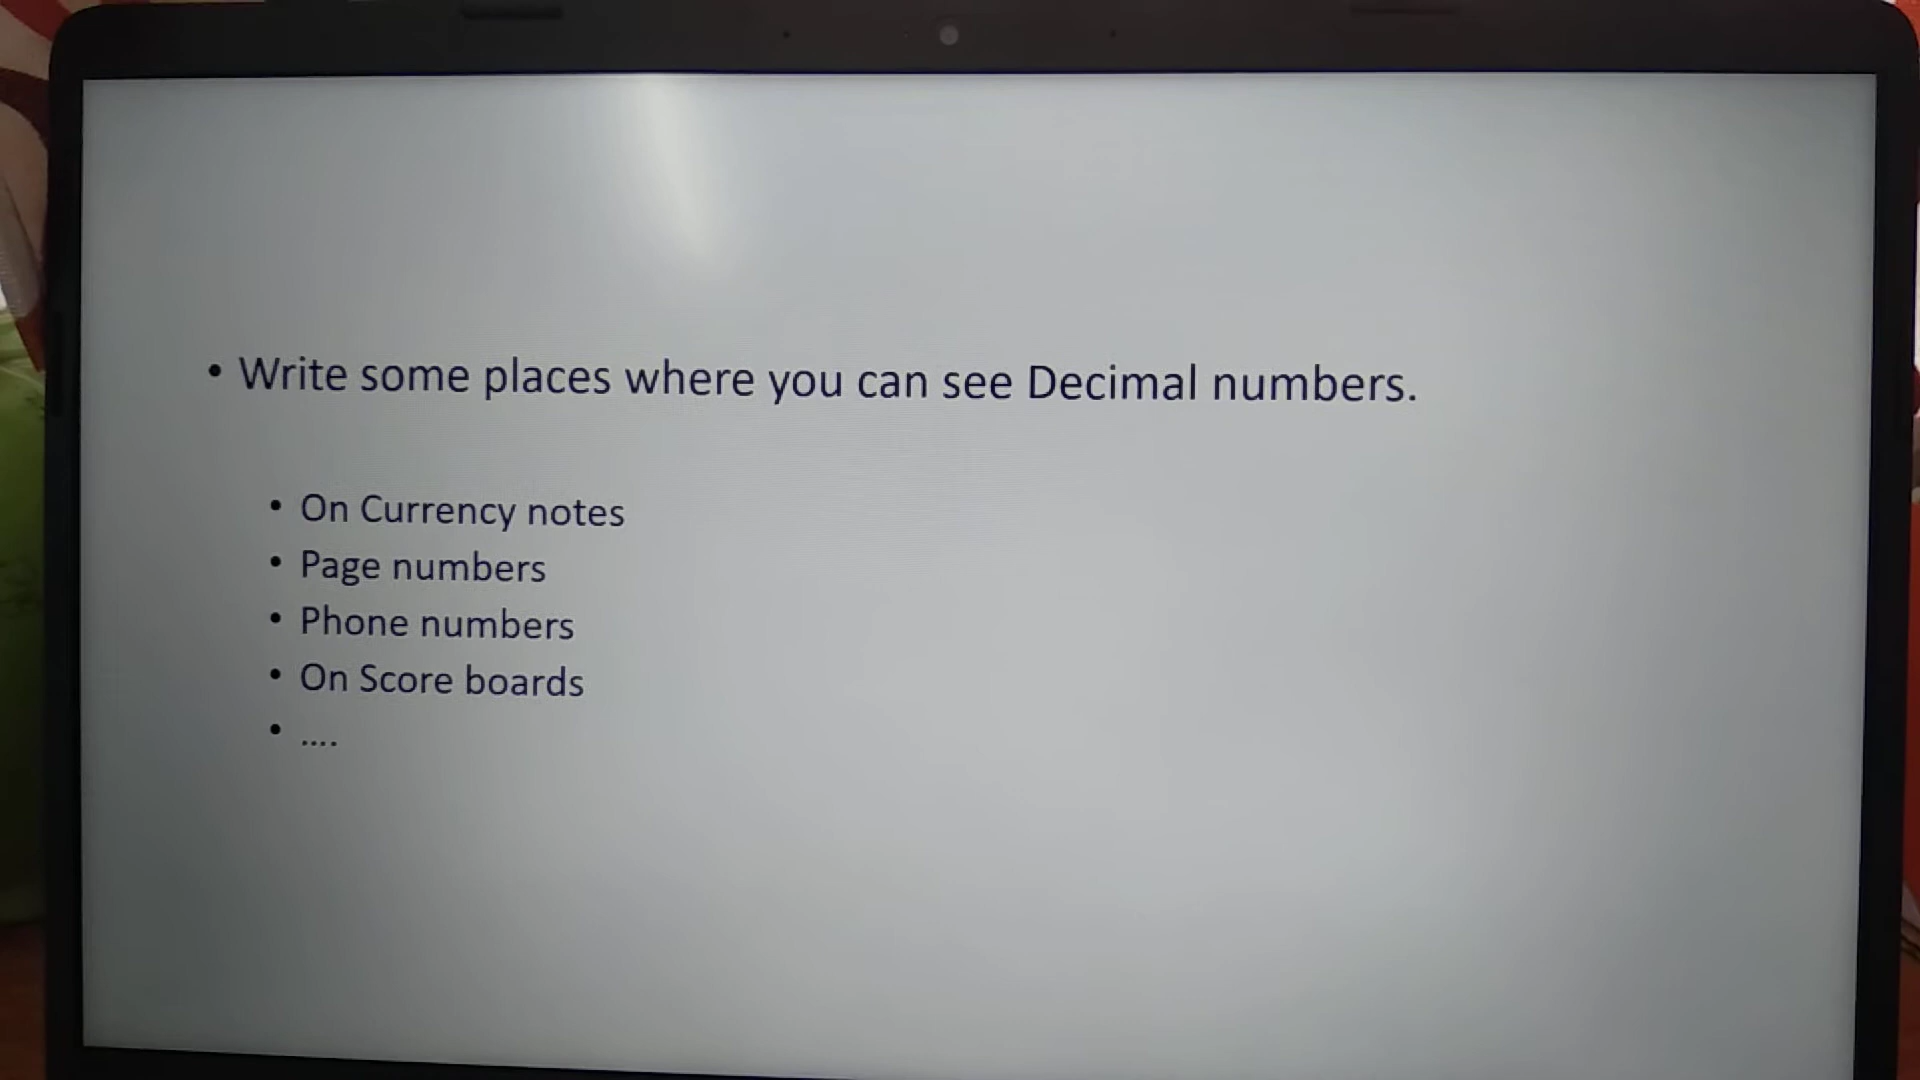 • Write some places where you can see Decimal numbers.
• On Currency notes
• Page numbers
• Phone numbers
• On Score boards
• ....